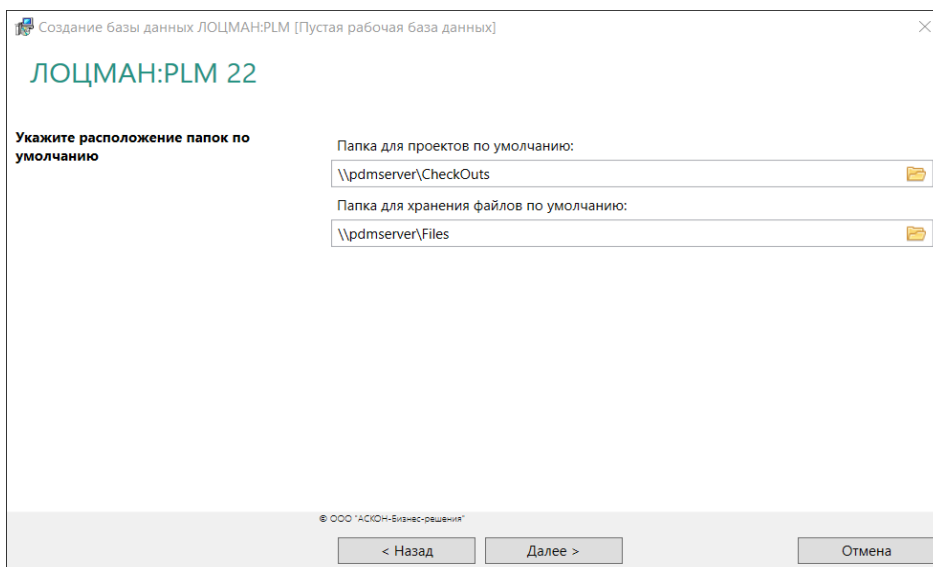 Создание базы данных ЛОЦМАН:PLM [Пустая рабочая база данных]
ЛОЦМАН:PLM 22
Укажите расположение папок по
умолчанию
Папка для проектов по умолчанию:
\\pdmserver\CheckOuts
Папка для хранения файлов по умолчанию:
\\pdmserver\Files
© ООО "АСКОН-Бизнес-решения"
< Назад
Далее >
Отмена